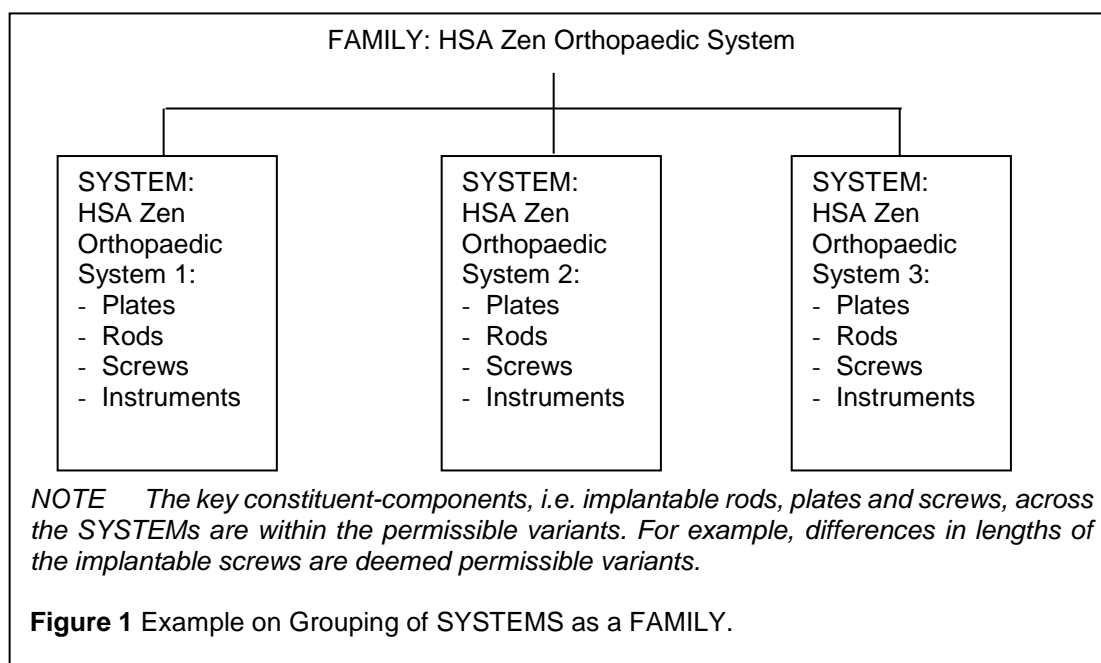 FAMILY: HSA Zen Orthopaedic System
SYSTEM:
HSA Zen
Orthopaedic
System 1:
- Plates
- Rods
- Screws
- Instruments
SYSTEM:
HSA Zen
Orthopaedic
System 2:
- Plates
- Rods
- Screws
- Instruments
SYSTEM:
HSA Zen
Orthopaedic
System 3:
- Plates
- Rods
- Screws
- Instruments
NOTE The key constituent-components, i.e. implantable rods, plates and screws, across
the SYSTEMs are within the permissible variants. For example, differences in lengths of
the implantable screws are deemed permissible variants.
Figure 1 Example on Grouping of SYSTEMS as a FAMILY.